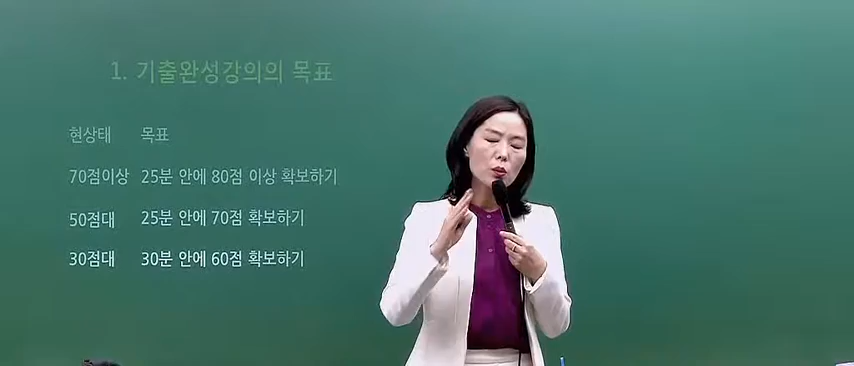 1. 기출완성강의의 목표
현상태 목표
70점이상 25분 안에 80점 이상 확보하기
50점대 25분 안에 70점 확보하기
30점대 30분 안에 60점 확보하기